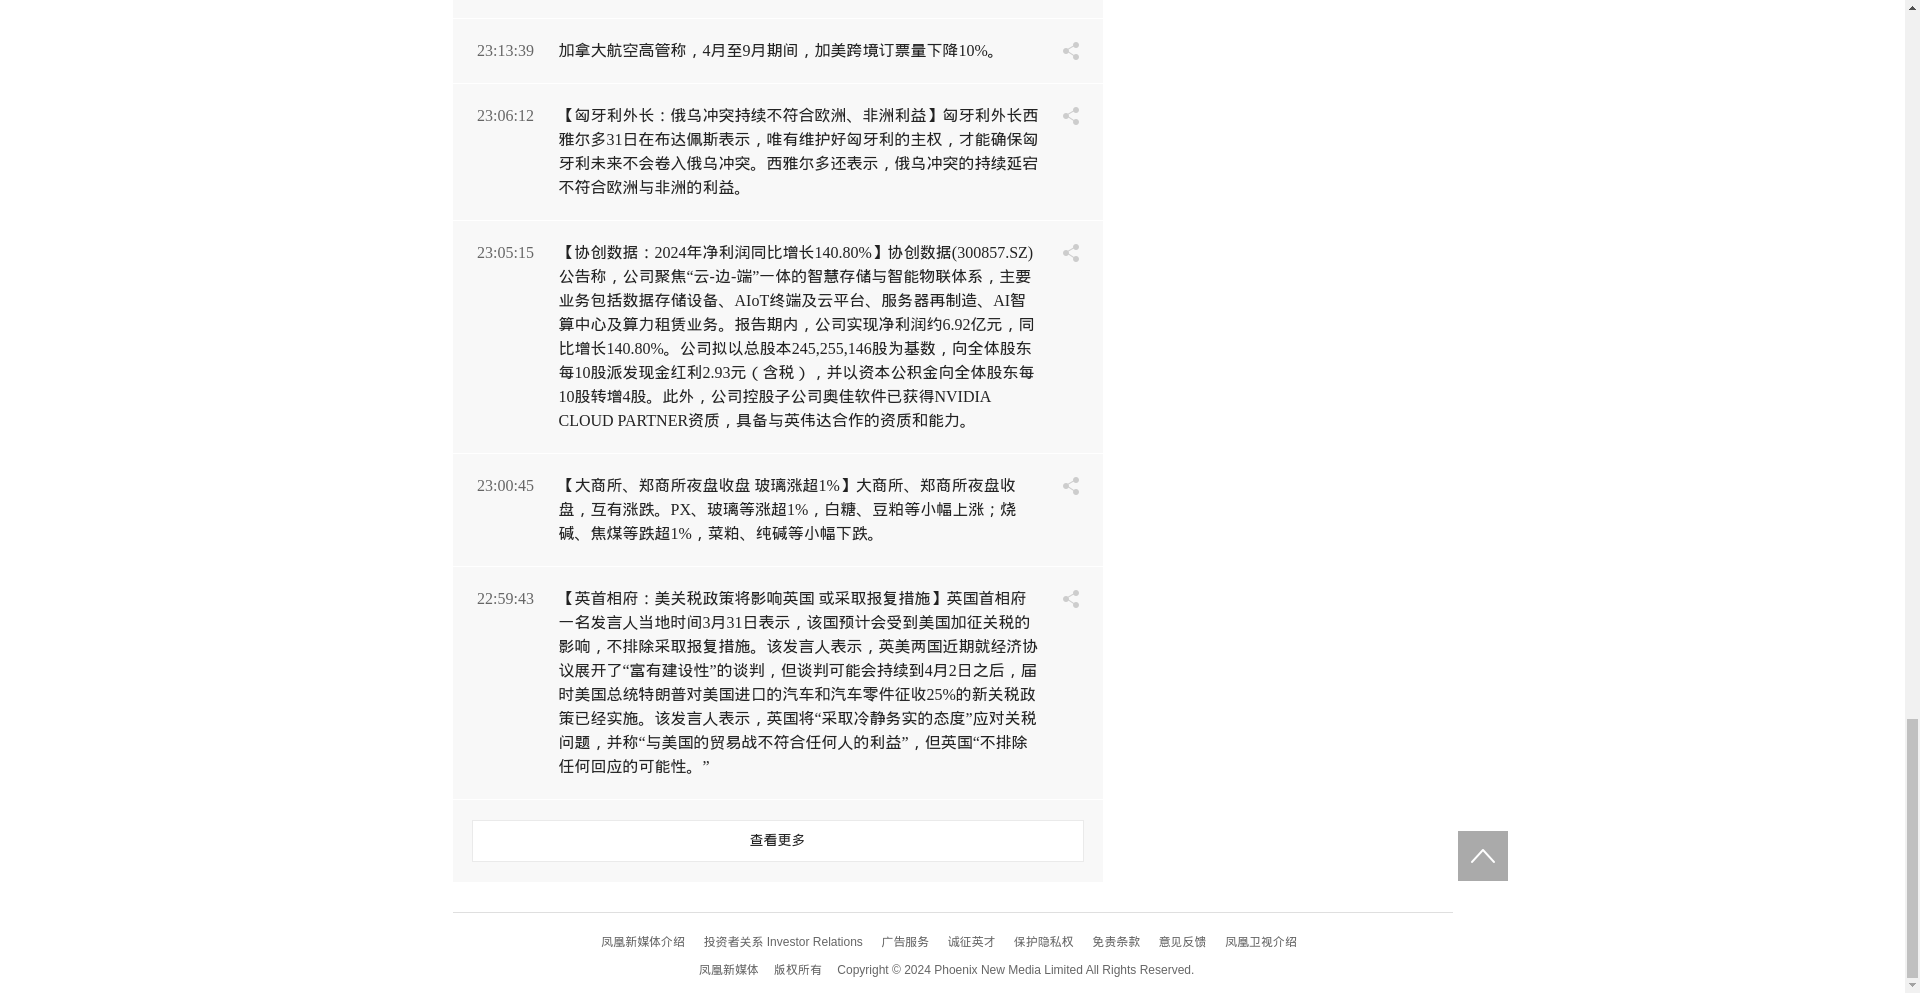 23:13:39 加拿大航空高管称，4月至9月期间，加美跨境订票量下降10%。
23:06:12 【匈牙利外长：俄乌冲突持续不符合欧洲、非洲利益】匈牙利外长西
雅尔多31日在布达佩斯表示，唯有维护好匈牙利的主权，才能确保匈
牙利未来不会卷入俄乌冲突。西雅尔多还表示，俄乌冲突的持续延宕
不符合欧洲与非洲的利益。
23:05:15 【协创数据：2024年净利润同比增长140.80%】协创数据(300857.SZ)
公告称，公司聚焦“云-边-端”一体的智慧存储与智能物联体系，主要
业务包括数据存储设备、AIoT终端及云平台、服务器再制造、AI智
算中心及算力租赁业务。报告期内，公司实现净利润约6.92亿元，同
比增长140.80%。公司拟以总股本245,255,146股为基数，向全体股东
每10股派发现金红利2.93元（含税），并以资本公积金向全体股东每
10股转增4股。此外，公司控股子公司奥佳软件已获得NVIDIA
CLOUD PARTNER资质，具备与英伟达合作的资质和能力。
23:00:45 【大商所、郑商所夜盘收盘 玻璃涨超1%】大商所、郑商所夜盘收
盘，互有涨跌。PX、玻璃等涨超1%，白糖、豆粕等小幅上涨；烧
碱、焦煤等跌超1%，菜粕、纯碱等小幅下跌。
22:59:43 【英首相府：美关税政策将影响英国 或采取报复措施】英国首相府
一名发言人当地时间3月31日表示，该国预计会受到美国加征关税的
影响，不排除采取报复措施。该发言人表示，英美两国近期就经济协
议展开了“富有建设性”的谈判，但谈判可能会持续到4月2日之后，届
时美国总统特朗普对美国进口的汽车和汽车零件征收25%的新关税政
策已经实施。该发言人表示，英国将“采取冷静务实的态度”应对关税
问题，并称“与美国的贸易战不符合任何人的利益”，但英国“不排除
任何回应的可能性。”
查看更多
凤凰新媒体介绍 投资者关系 Investor Relations 广告服务 诚征英才 保护隐私权 免责条款 意见反馈 凤凰卫视介绍
凤凰新媒体 版权所有 Copyright © 2024 Phoenix New Media Limited All Rights Reserved.